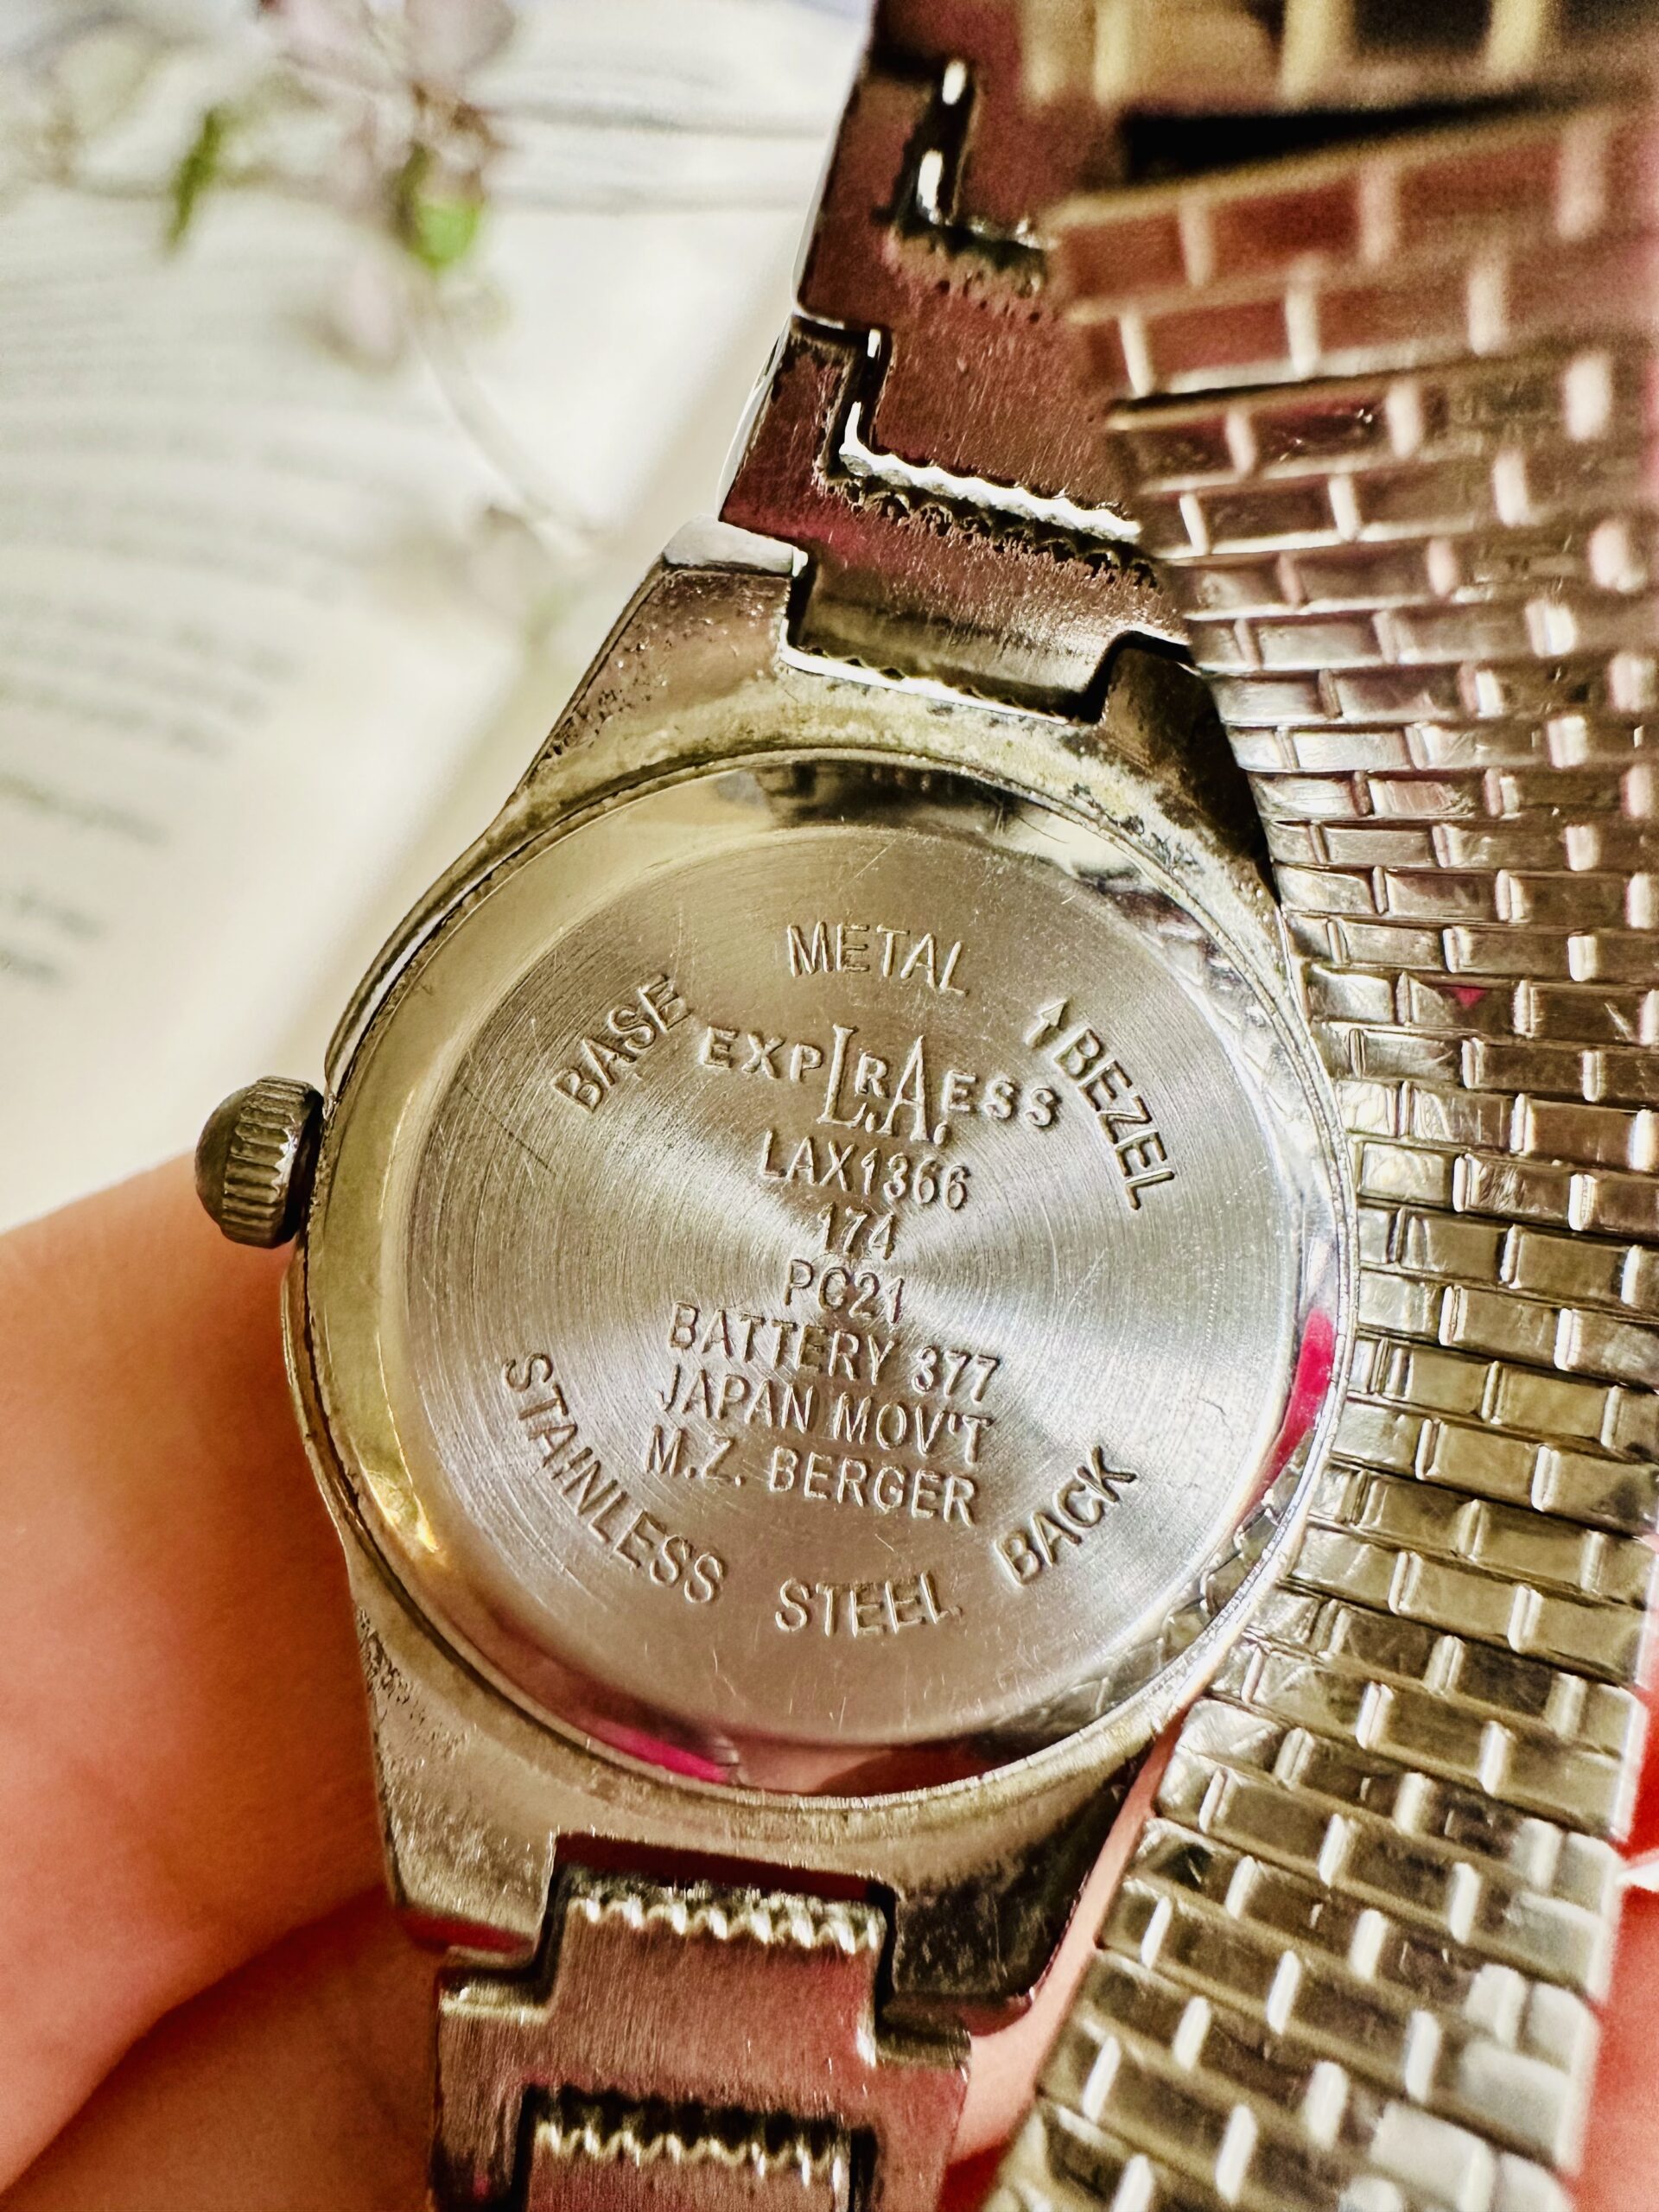 BASE METAL ↑BEZEL
EXPRESS
L.A.
LAX1366
174
PC21
BATTERY 377
JAPAN MOV'T
M.Z. BERGER
STAINLESS STEEL BACK